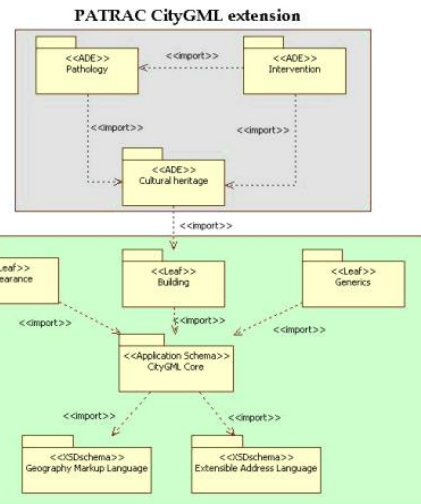 PATRAC CityGML extension
<<ADE>>
Pathology
<<import>>
<<ADE>>
Intervention
<<import>>
<<import>>
<<ADE>>
Cultural heritage
<<import>>
Leaf>>
earance
<<Leaf>>
Building
<<Leaf>>
Generics
<<import>>
<<import>>
<<import>>
<<Application Schema>>
CityGML Core
<<import>>
<<import>>
<<XSDschema>>
Geography Markup Language
<<XSDschema>>
Extensible Address Language